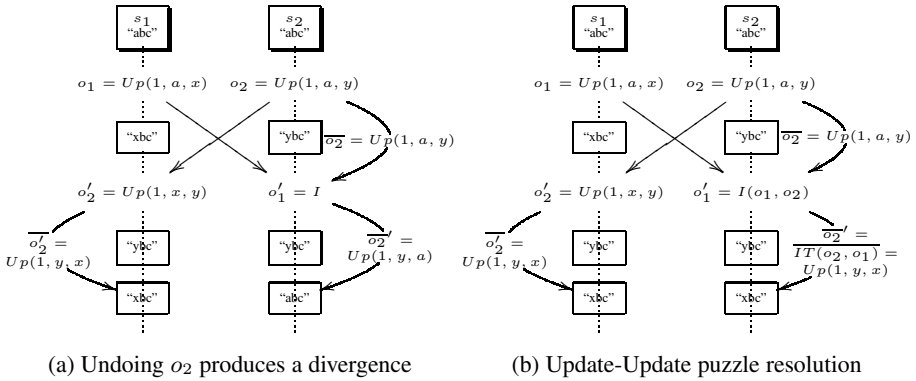 s₁
"abc"
s₂
"abc"
o₁ = Up(1, a, x)
o₂ = Up(1, a, y)
"xbc"
"ybc"
o₂̅ = Up(1, a, y)
o′₂ = Up(1, x, y)
o′₁ = I
o′₂̅ =
Up(1, y, x)
"ybc"
"ybc"
o₂̅′ =
Up(1, y, a)
"xbc"
"abc"
(a) Undoing o₂ produces a divergence
s₁
"abc"
s₂
"abc"
o₁ = Up(1, a, x)
o₂ = Up(1, a, y)
"xbc"
"ybc"
o₂̅ = Up(1, a, y)
o′₂ = Up(1, x, y)
o′₁ = I(o₁, o₂)
o′₂̅ =
Up(1, y, x)
"ybc"
"ybc"
o₂̅′ =
I̅T̅(̅o̅₂̅,̅ o̅₁̅)̅ =
Up(1, y, x)
"xbc"
"xbc"
(b) Update-Update puzzle resolution